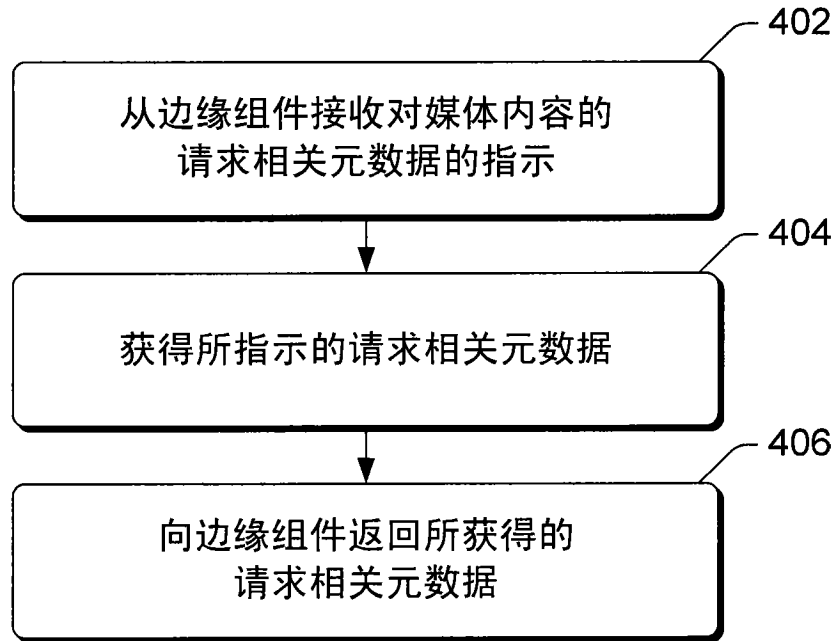 402
从边缘组件接收对媒体内容的
请求相关元数据的指示
404
获得所指示的请求相关元数据
406
向边缘组件返回所获得的
请求相关元数据